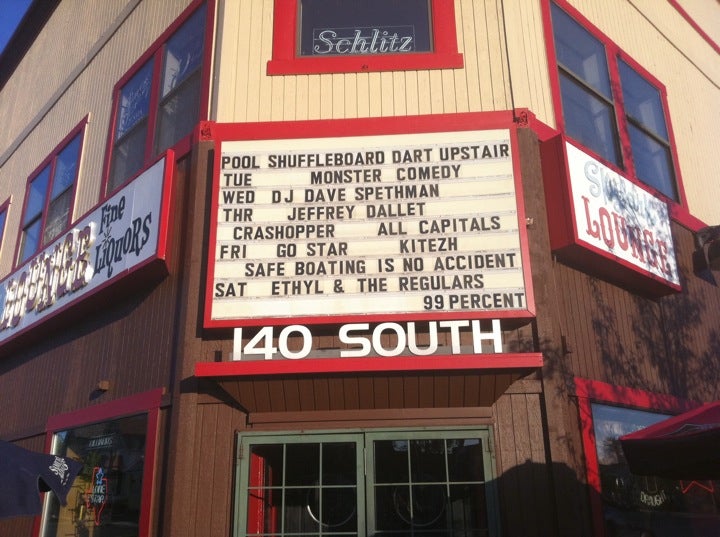 Schlitz
POOL SHUFFLEBOARD DART UPSTAIR
TUE MONSTER COMEDY
WED DJ DAVE SPETHMAN
THR JEFFREY DALLET
CRASHOPPER ALL CAPITALS
FRI GO STAR KITEZH
SAFE BOATING IS NO ACCIDENT
SAT ETHYL & THE REGULARS
99 PERCENT
140 SOUTH
Fine
LIQUORS
LOUNGE